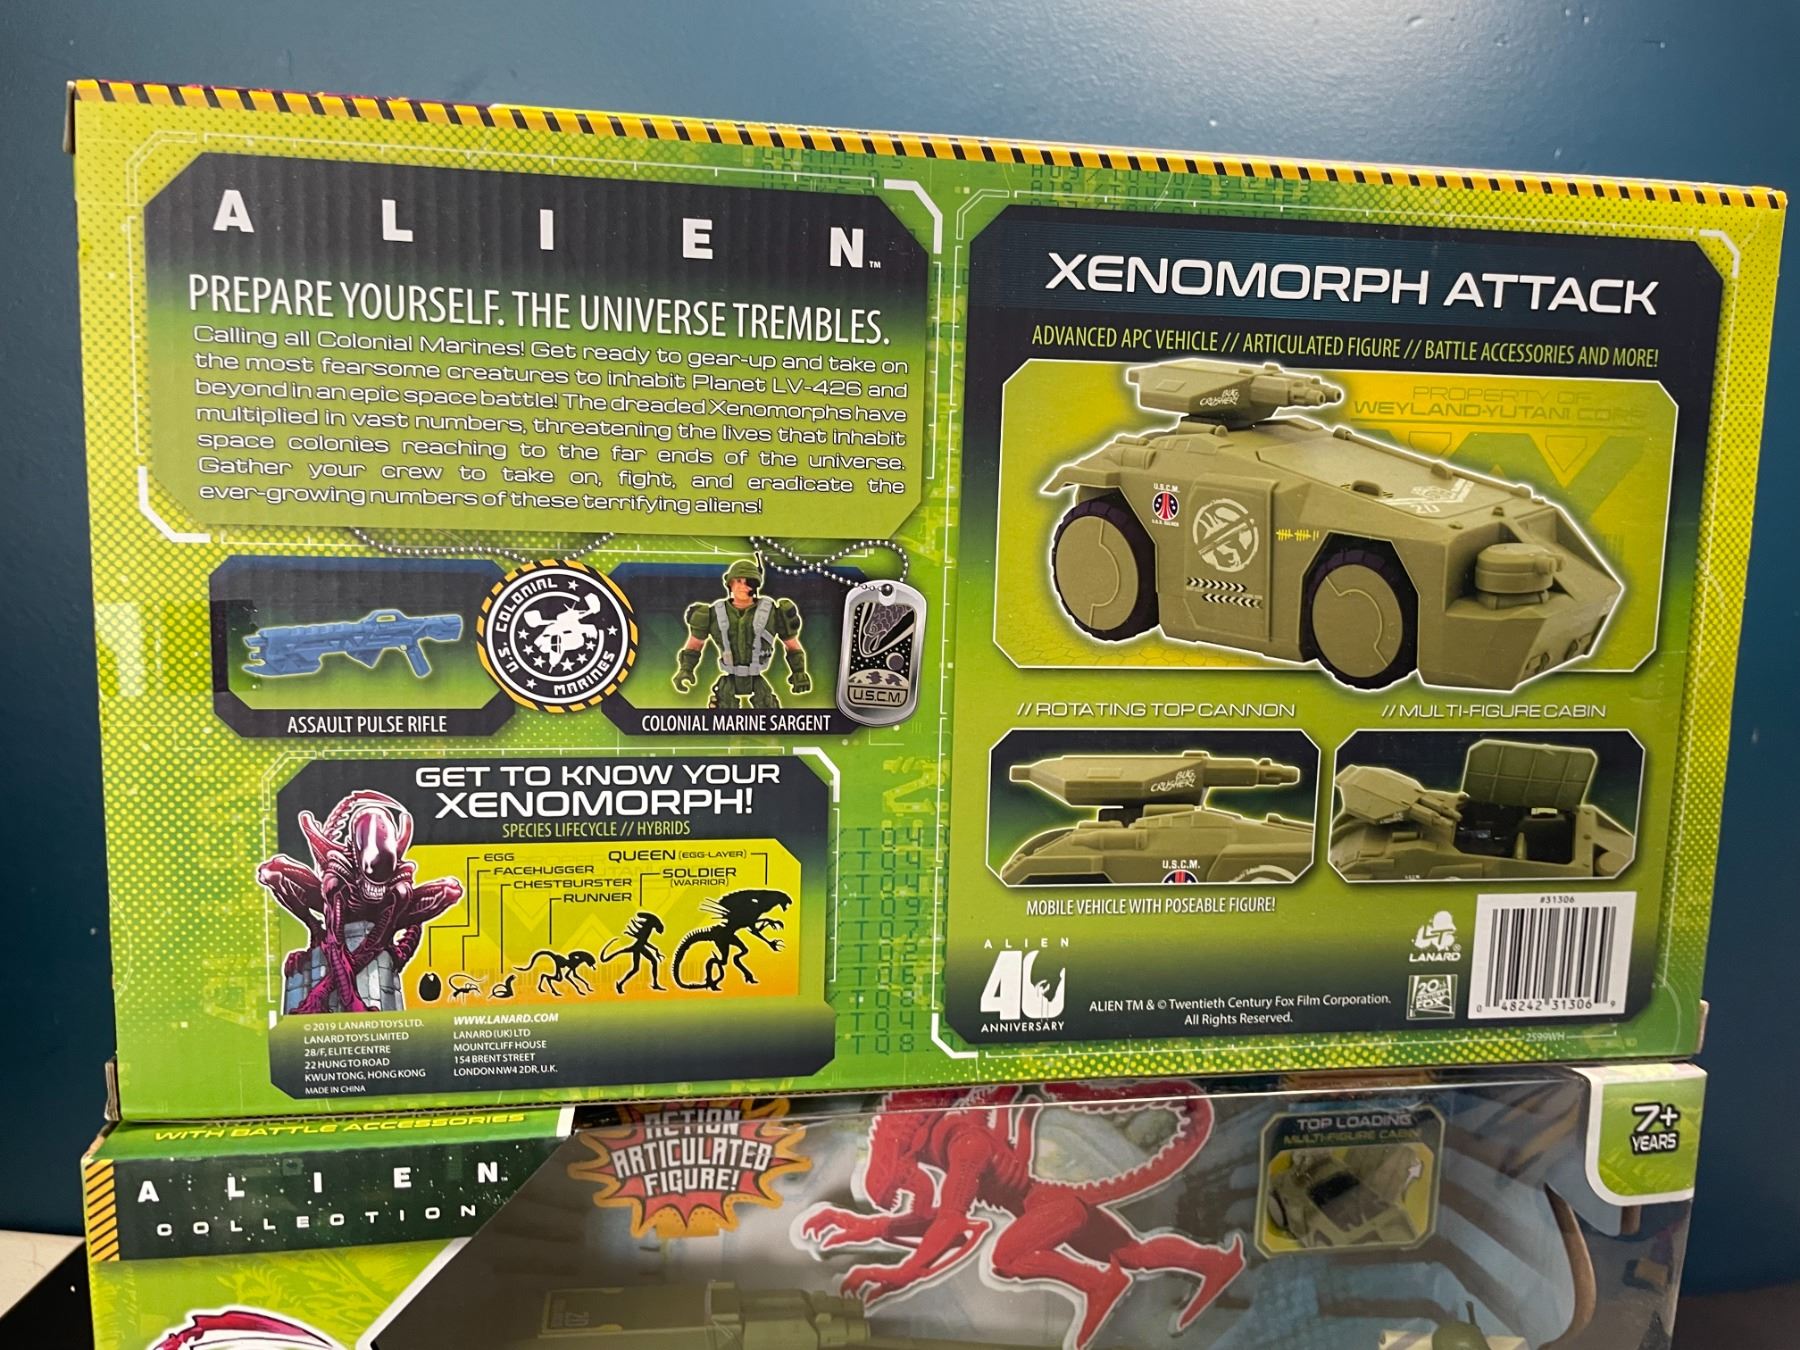 A L I E N™
PREPARE YOURSELF. THE UNIVERSE TREMBLES.
Calling all Colonial Marines! Get ready to gear-up and take on
the most fearsome creatures to inhabit Planet LV-426 and
beyond in an epic space battle! The dreaded Xenomorphs have
multiplied in vast numbers, threatening the lives that inhabit
space colonies reaching to the far ends of the universe.
Gather your crew to take on, fight, and eradicate the
ever-growing numbers of these terrifying aliens!
U.S. COLONIAL MARINES
U.S.C.M.
ASSAULT PULSE RIFLE
COLONIAL MARINE SARGENT
GET TO KNOW YOUR
XENOMORPH!
SPECIES LIFECYCLE // HYBRIDS
EGG
FACEHUGGER
CHESTBURSTER
RUNNER
QUEEN (EGG-LAYER)
SOLDIER
(WARRIOR)
© 2019 LANARD TOYS LTD.
LANARD TOYS LIMITED
28/F, ELITE CENTRE
22 HUNG TO ROAD
KWUN TONG, HONG KONG
MADE IN CHINA
WWW.LANARD.COM
LANARD (UK) LTD
MOUNTCLIFF HOUSE
154 BRENT STREET
LONDON NW4 2DR, U.K.
XENOMORPH ATTACK
ADVANCED APC VEHICLE // ARTICULATED FIGURE // BATTLE ACCESSORIES AND MORE!
PROPERTY OF
WEYLAND-YUTANI CORP
BUG
CRUSHER!
U.S.C.M.
// ROTATING TOP CANNON
// MULTI-FIGURE CABIN
BUG
CRUSHER!
U.S.C.M.
MOBILE VEHICLE WITH POSEABLE FIGURE!
ALIEN
40
ANNIVERSARY
ALIEN TM & © Twentieth Century Fox Film Corporation.
All Rights Reserved.
LANARD®
20th CENTURY FOX
#31306
0 48242 31306 9
2599WH
WITH BATTLE ACCESSORIES
A L I E N™
COLLECTION
ACTION
ARTICULATED
FIGURE!
TOP LOADING
MULTI-FIGURE CABIN
7+
YEARS